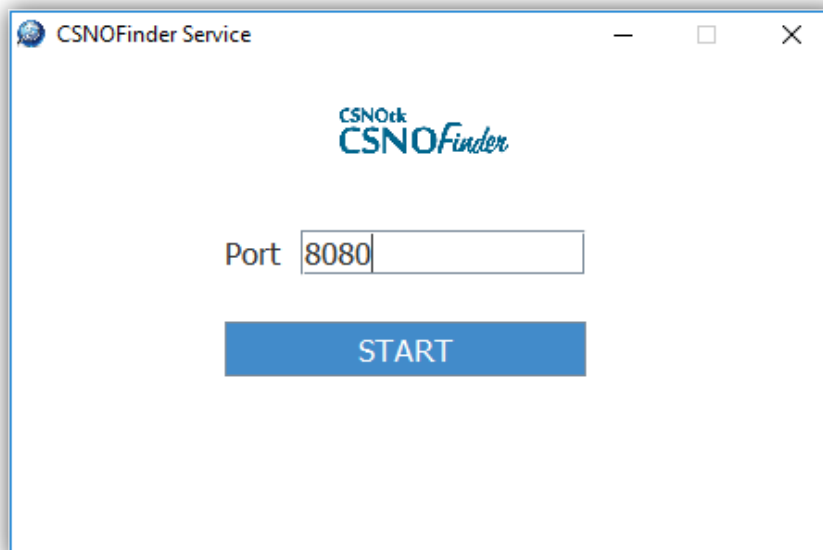 CSNOFinder Service
CSNOtk
CSNOFinder
Port 8080
START